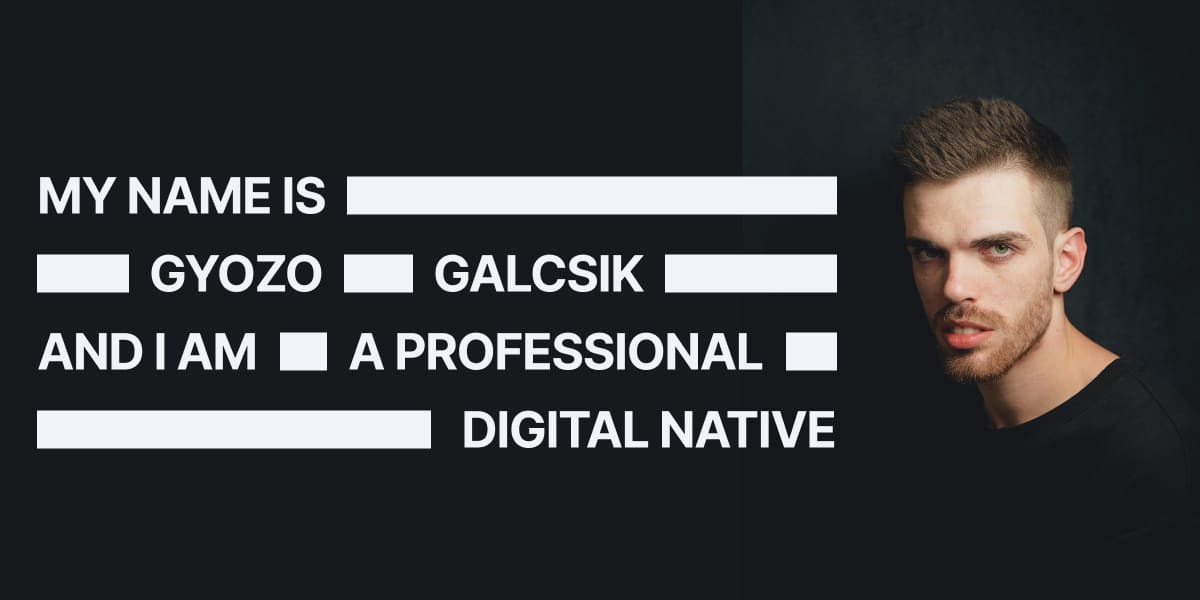 MY NAME IS
GYOZO GALCSIK
AND I AM A PROFESSIONAL
DIGITAL NATIVE